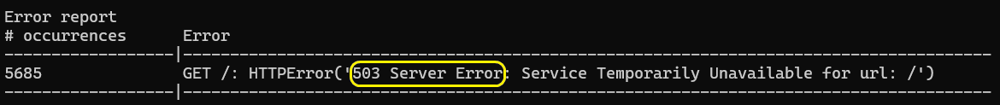 Error report
# occurrences      Error
------------------|--------------------------------------------------------------------------------------
5685               GET /: HTTPError('503 Server Error: Service Temporarily Unavailable for url: /')
------------------|--------------------------------------------------------------------------------------